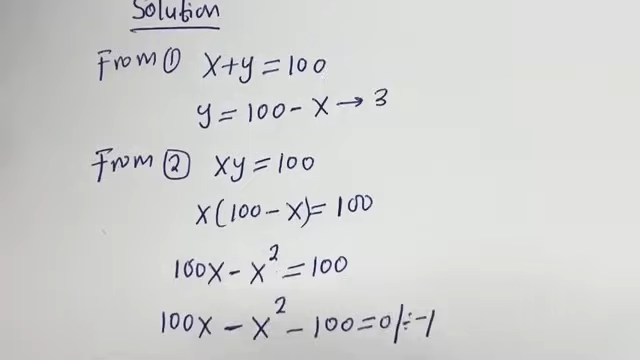 Solution
From ① x+y=100
y=100-x→3
From ② xy=100
x(100-x)=100
100x-x²=100
100x-x²-100=0/÷-1